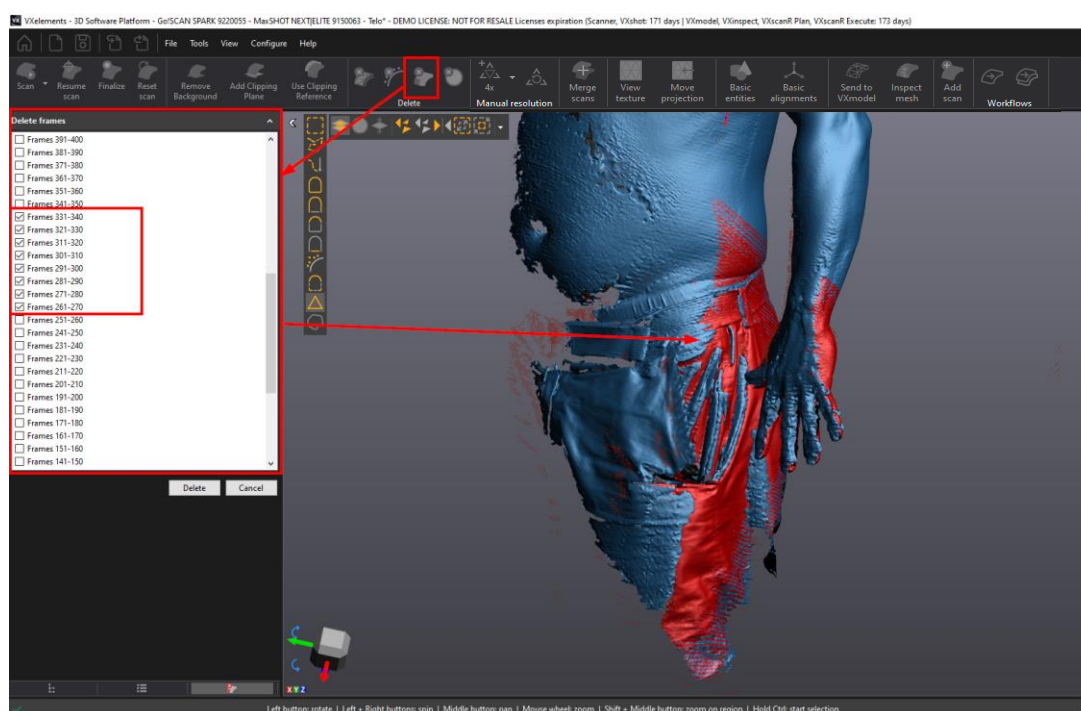 VXelements - 3D Software Platform - Go!SCAN SPARK 9220055 - MaxSHOT NEXT|ELITE 9150063 - Telo* - DEMO LICENSE: NOT FOR RESALE Licenses expiration (Scanner, VXshot: 171 days | VXmodel, VXinspect, VXscanR Plan, VXscanR Execute: 173 days)
File Tools View Configure Help
Scan Resume scan Finalize Reset scan Remove Background Add Clipping Plane Use Clipping Reference Delete 4x Manual resolution Merge scans View texture Move projection Basic entities Basic alignments Send to VXmodel Inspect mesh Add scan Workflows
Delete frames
Frames 391-400
Frames 381-390
Frames 371-380
Frames 361-370
Frames 351-360
Frames 341-350
Frames 331-340
Frames 321-330
Frames 311-320
Frames 301-310
Frames 291-300
Frames 281-290
Frames 271-280
Frames 261-270
Frames 251-260
Frames 241-250
Frames 231-240
Frames 221-230
Frames 211-220
Frames 201-210
Frames 191-200
Frames 181-190
Frames 171-180
Frames 161-170
Frames 151-160
Frames 141-150
Delete Cancel
X Y Z
Left button: rotate | Left + Right buttons: spin | Middle button: pan | Mouse wheel: zoom | Shift + Middle button: zoom on region | Hold Ctrl: start selection